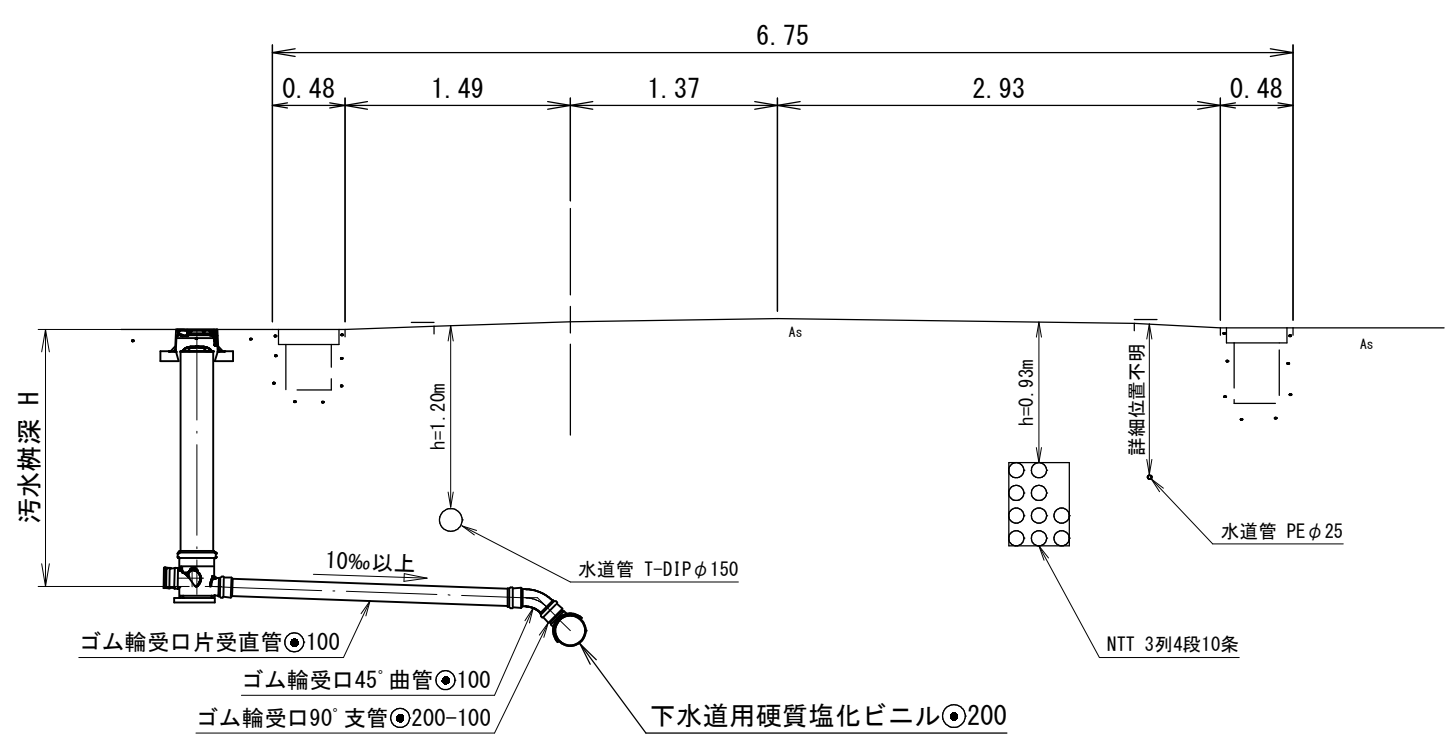 6.75
0.48
1.49
1.37
2.93
0.48
As
As
汚水桝深 H
h=1.20m
h=0.93m
詳細位置不明
水道管 PEφ25
10‰以上
水道管 T-DIPφ150
ゴム輪受口片受直管⦿100
NTT 3列4段10条
ゴム輪受口45°曲管⦿100
ゴム輪受口90°支管⦿200-100
下水道用硬質塩化ビニル⦿200